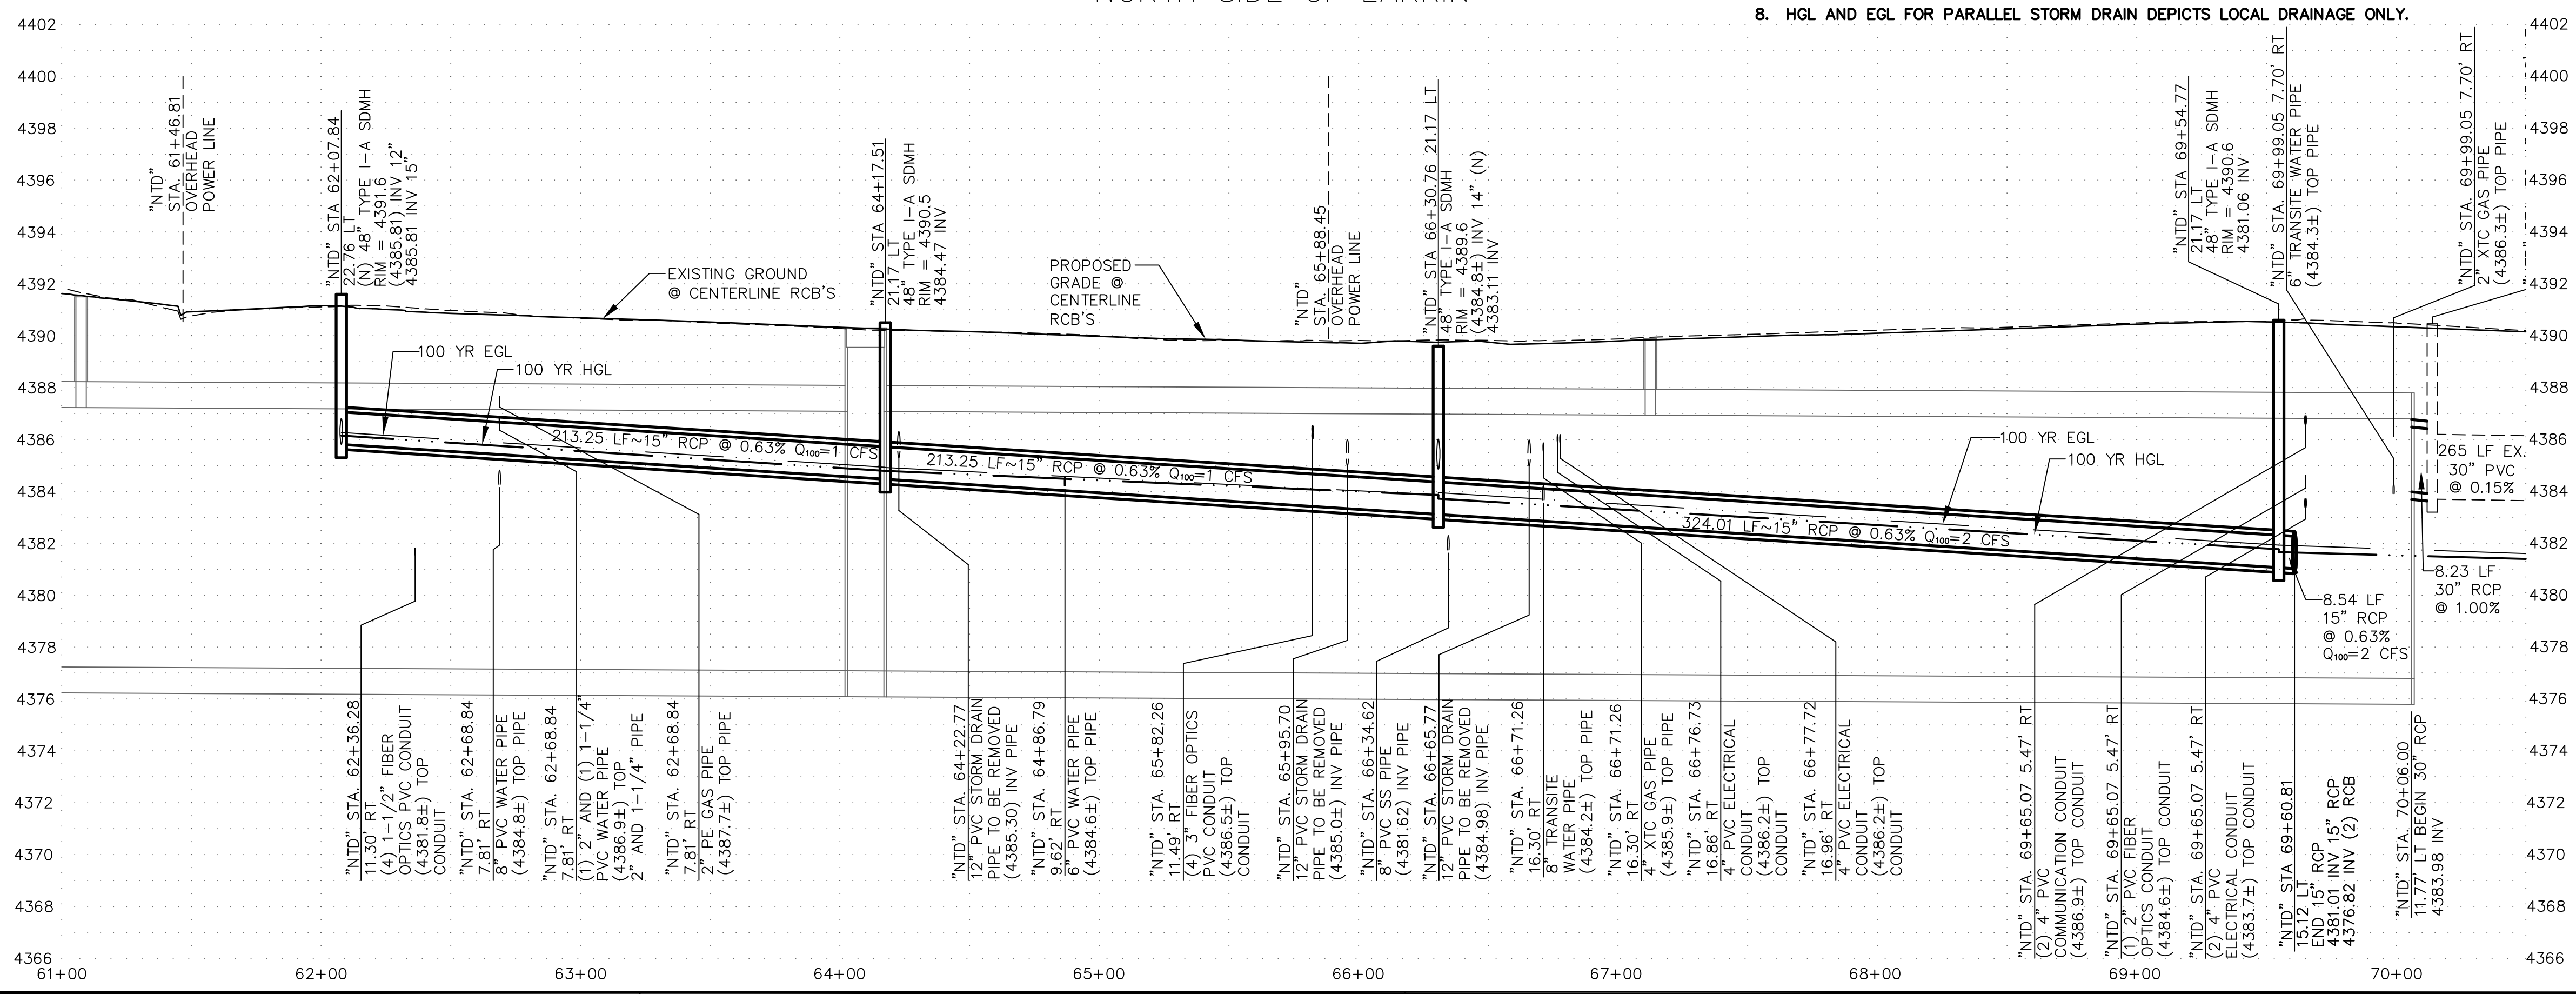 8. HGL AND EGL FOR PARALLEL STORM DRAIN DEPICTS LOCAL DRAINAGE ONLY.
4402
4400
4398
4396
4394
4392
4390
4388
4386
4384
4382
4380
4378
4376
4374
4372
4370
4368
4366
"NTD"
STA. 61+46.81
OVERHEAD
POWER LINE
"NTD" STA 62+07.84
22.76 LT
(N) 48" TYPE I-A SDMH
RIM = 4391.6
(4385.81) INV 12"
4385.81 INV 15"
EXISTING GROUND
@ CENTERLINE RCB'S
100 YR EGL
100 YR HGL
213.25 LF~15" RCP @ 0.63% Q100=1 CFS
"NTD" STA 64+17.51
21.17 LT
48" TYPE I-A SDMH
RIM = 4390.5
4384.47 INV
213.25 LF~15" RCP @ 0.63% Q100=1 CFS
PROPOSED
GRADE @
CENTERLINE
RCB'S
"NTD"
STA. 65+88.45
OVERHEAD
POWER LINE
"NTD" STA 66+30.76 21.17 LT
48" TYPE I-A SDMH
RIM = 4389.6
(4384.8±) INV 14" (N)
4383.11 INV
100 YR EGL
100 YR HGL
324.01 LF~15" RCP @ 0.63% Q100=2 CFS
"NTD" STA 69+54.77
21.17 LT
48" TYPE I-A SDMH
RIM = 4390.6
4381.06 INV
"NTD" STA. 69+99.05 7.70' RT
6" TRANSITE WATER PIPE
(4384.3±) TOP PIPE
"NTD" STA. 69+99.05 7.70' RT
2" XTC GAS PIPE
(4386.3±) TOP PIPE
265 LF EX.
30" PVC
@ 0.15%
8.23 LF
30" RCP
@ 1.00%
8.54 LF
15" RCP
@ 0.63%
Q100=2 CFS
"NTD" STA. 62+36.28
11.30' RT
(4) 1-1/2" FIBER
OPTICS PVC CONDUIT
(4381.8±) TOP
CONDUIT
"NTD" STA. 62+68.84
7.81' RT
8" PVC WATER PIPE
(4384.8±) TOP PIPE
"NTD" STA. 62+68.84
7.81' RT
(1) 2" AND (1) 1-1/4"
PVC WATER PIPE
(4386.9±) TOP
2" AND 1-1/4" PIPE
"NTD" STA. 62+68.84
7.81' RT
2" PE GAS PIPE
(4387.7±) TOP PIPE
"NTD" STA. 64+22.77
12" PVC STORM DRAIN
PIPE TO BE REMOVED
(4385.30) INV PIPE
"NTD" STA. 64+86.79
9.62' RT
6" PVC WATER PIPE
(4384.6±) TOP PIPE
"NTD" STA. 65+82.26
11.49' RT
(4) 3" FIBER OPTICS
PVC CONDUIT
(4386.5±) TOP
CONDUIT
"NTD" STA. 65+95.70
12" PVC STORM DRAIN
PIPE TO BE REMOVED
(4385.0±) INV PIPE
"NTD" STA. 66+34.62
8" PVC SS PIPE
(4381.62) INV PIPE
"NTD" STA. 66+65.77
12" PVC STORM DRAIN
PIPE TO BE REMOVED
(4384.98) INV PIPE
"NTD" STA. 66+71.26
16.30' RT
8" TRANSITE
WATER PIPE
(4384.2±) TOP PIPE
"NTD" STA. 66+71.26
16.30' RT
4" XTC GAS PIPE
(4385.9±) TOP PIPE
"NTD" STA. 66+76.73
16.86' RT
4" PVC ELECTRICAL
CONDUIT
(4386.2±) TOP
CONDUIT
"NTD" STA. 66+77.72
16.96' RT
4" PVC ELECTRICAL
CONDUIT
(4386.2±) TOP
CONDUIT
"NTD" STA. 69+65.07 5.47' RT
(2) 4" PVC
COMMUNICATION CONDUIT
(4386.9±) TOP CONDUIT
"NTD" STA. 69+65.07 5.47' RT
(1) 2" PVC FIBER
OPTICS CONDUIT
(4384.6±) TOP CONDUIT
"NTD" STA. 69+65.07 5.47' RT
(2) 4" PVC
ELECTRICAL CONDUIT
(4383.7±) TOP CONDUIT
"NTD" STA 69+60.81
15.12 LT
END 15" RCP
4381.01 INV 15" RCP
4376.82 INV (2) RCB
"NTD" STA. 70+06.00
11.77' LT BEGIN 30" RCP
4383.98 INV
4402
4400
4398
4396
4394
4392
4390
4388
4386
4384
4382
4380
4378
4376
4374
4372
4370
4368
4366
61+00
62+00
63+00
64+00
65+00
66+00
67+00
68+00
69+00
70+00